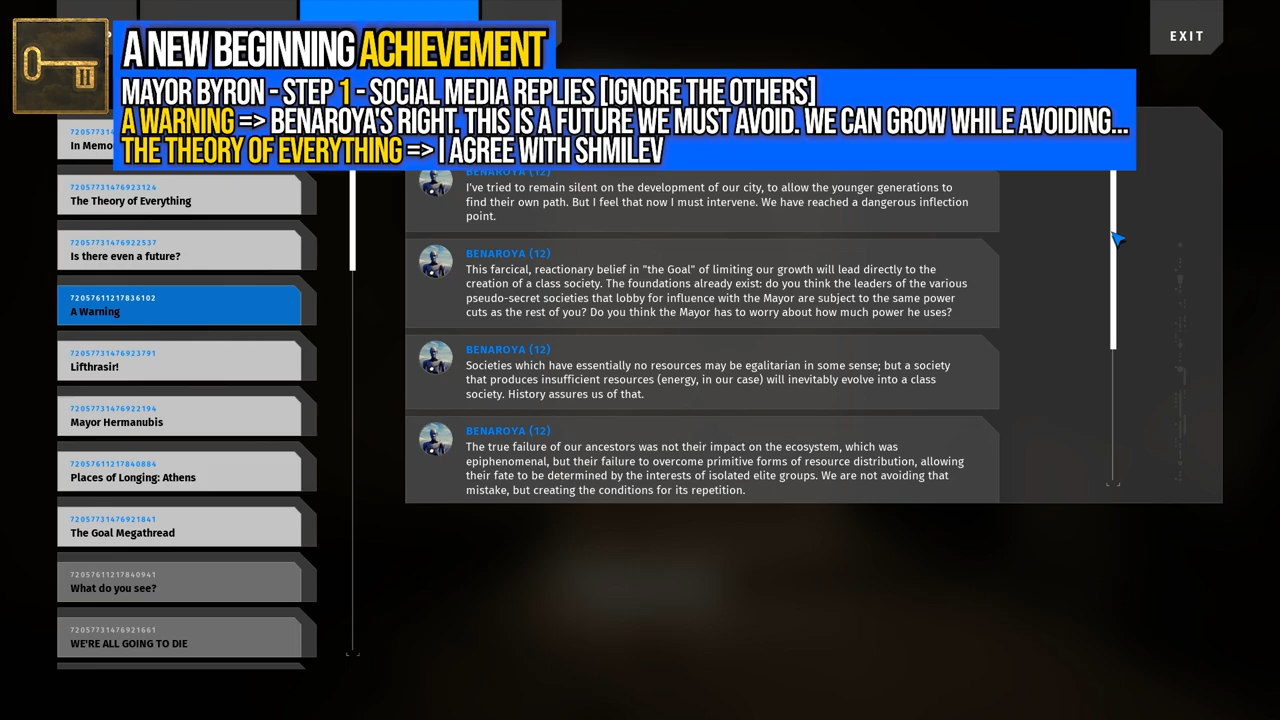 A NEW BEGINNING ACHIEVEMENT
MAYOR BYRON - STEP 1 - SOCIAL MEDIA REPLIES [IGNORE THE OTHERS]
A WARNING => BENAROYA'S RIGHT. THIS IS A FUTURE WE MUST AVOID. WE CAN GROW WHILE AVOIDING...
THE THEORY OF EVERYTHING => I AGREE WITH SHMILEV
EXIT
In Memo
72057731476923124
The Theory of Everything
72057731476922537
Is there even a future?
72057611217836102
A Warning
72057731476923791
Lifthrasir!
72057731476922194
Mayor Hermanubis
72057611217840884
Places of Longing: Athens
72057731476921841
The Goal Megathread
72057611217840941
What do you see?
72057731476921661
WE'RE ALL GOING TO DIE
BENAROYA (12)
I've tried to remain silent on the development of our city, to allow the younger generations to
find their own path. But I feel that now I must intervene. We have reached a dangerous inflection
point.
BENAROYA (12)
This farcical, reactionary belief in "the Goal" of limiting our growth will lead directly to the
creation of a class society. The foundations already exist: do you think the leaders of the various
pseudo-secret societies that lobby for influence with the Mayor are subject to the same power
cuts as the rest of you? Do you think the Mayor has to worry about how much power he uses?
BENAROYA (12)
Societies which have essentially no resources may be egalitarian in some sense; but a society
that produces insufficient resources (energy, in our case) will inevitably evolve into a class
society. History assures us of that.
BENAROYA (12)
The true failure of our ancestors was not their impact on the ecosystem, which was
epiphenomenal, but their failure to overcome primitive forms of resource distribution, allowing
their fate to be determined by the interests of isolated elite groups. We are not avoiding that
mistake, but creating the conditions for its repetition.